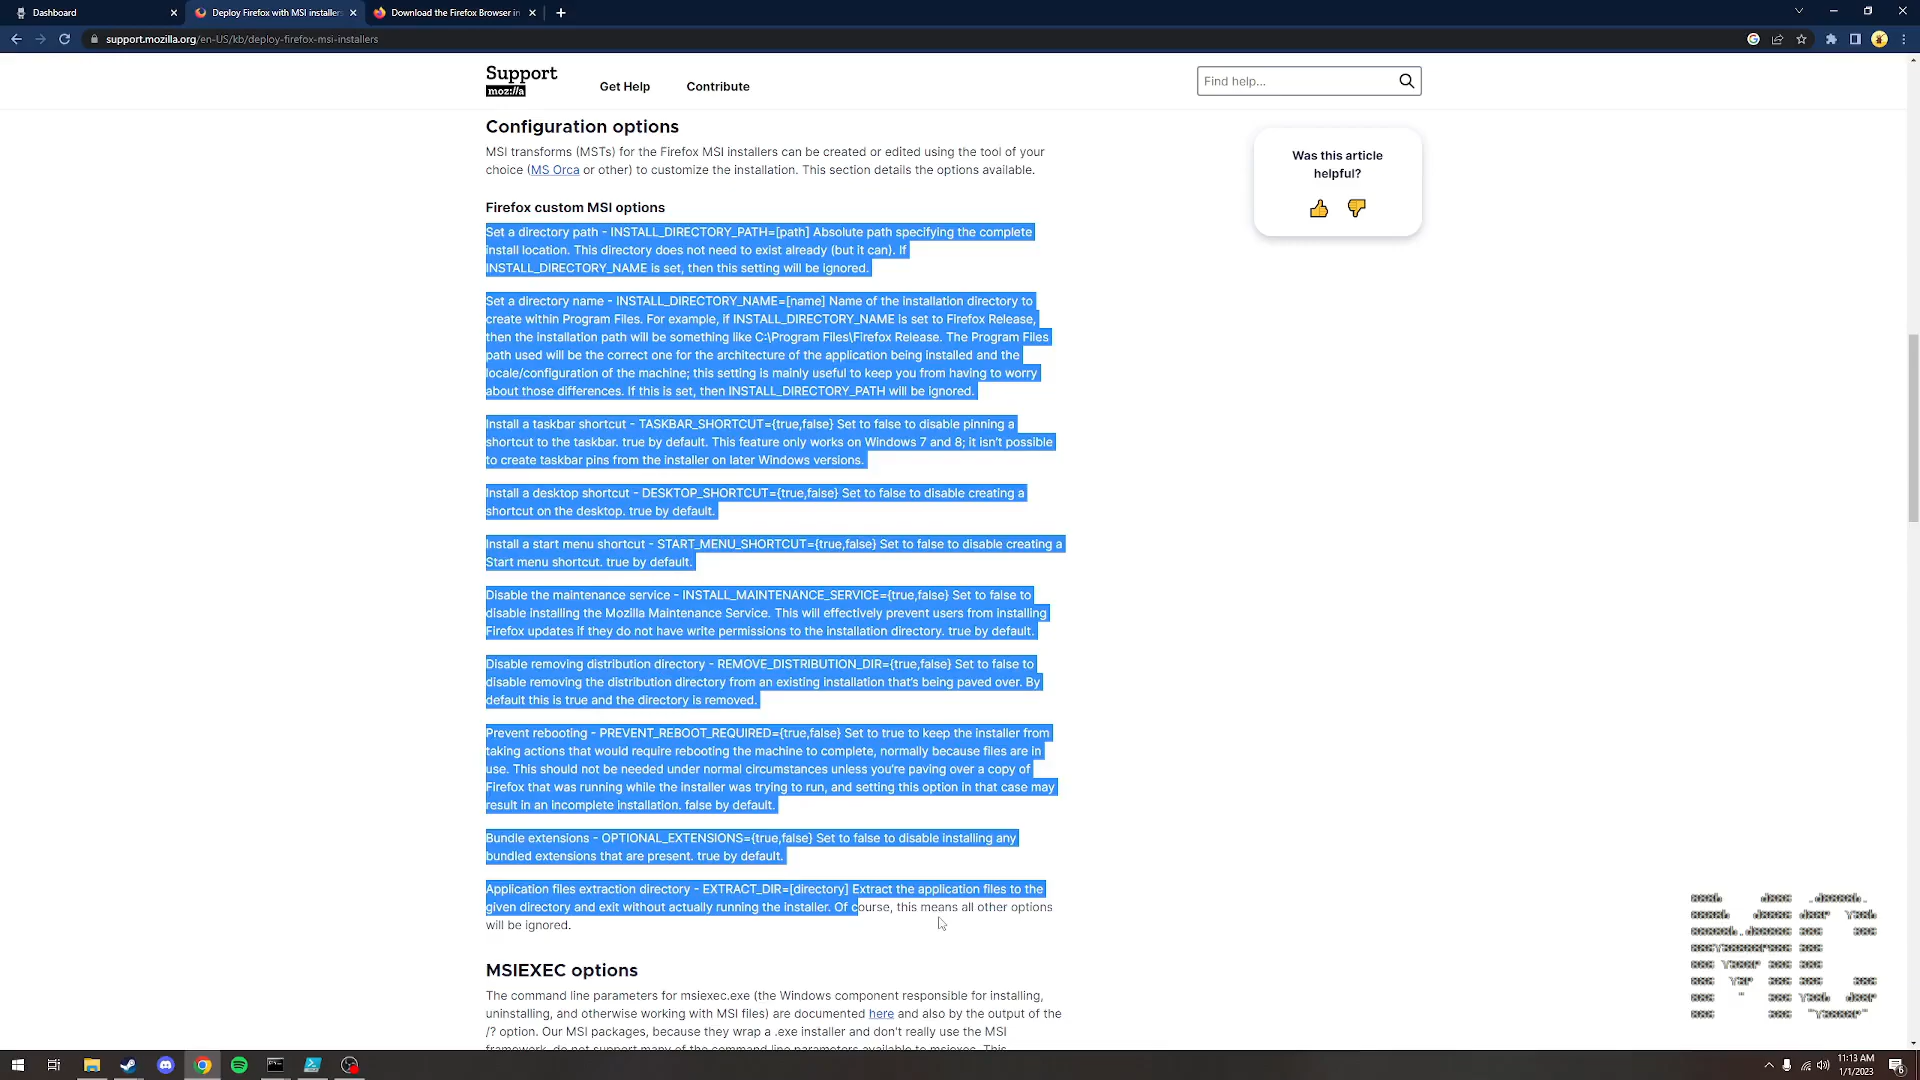 Dashboard
Deploy Firefox with MSI installers
Download the Firefox Browser in
support.mozilla.org/en-US/kb/deploy-firefox-msi-installers
Support
moz://a
Get Help
Contribute
Find help...
Configuration options
MSI transforms (MSTs) for the Firefox MSI installers can be created or edited using the tool of your
choice (MS Orca or other) to customize the installation. This section details the options available.
Was this article
helpful?
Firefox custom MSI options
Set a directory path - INSTALL_DIRECTORY_PATH=[path] Absolute path specifying the complete
install location. This directory does not need to exist already (but it can). If
INSTALL_DIRECTORY_NAME is set, then this setting will be ignored.
Set a directory name - INSTALL_DIRECTORY_NAME=[name] Name of the installation directory to
create within Program Files. For example, if INSTALL_DIRECTORY_NAME is set to Firefox Release,
then the installation path will be something like C:\Program Files\Firefox Release. The Program Files
path used will be the correct one for the architecture of the application being installed and the
locale/configuration of the machine; this setting is mainly useful to keep you from having to worry
about those differences. If this is set, then INSTALL_DIRECTORY_PATH will be ignored.
Install a taskbar shortcut - TASKBAR_SHORTCUT={true,false} Set to false to disable pinning a
shortcut to the taskbar. true by default. This feature only works on Windows 7 and 8; it isn't possible
to create taskbar pins from the installer on later Windows versions.
Install a desktop shortcut - DESKTOP_SHORTCUT={true,false} Set to false to disable creating a
shortcut on the desktop. true by default.
Install a start menu shortcut - START_MENU_SHORTCUT={true,false} Set to false to disable creating a
Start menu shortcut. true by default.
Disable the maintenance service - INSTALL_MAINTENANCE_SERVICE={true,false} Set to false to
disable installing the Mozilla Maintenance Service. This will effectively prevent users from installing
Firefox updates if they do not have write permissions to the installation directory. true by default.
Disable removing distribution directory - REMOVE_DISTRIBUTION_DIR={true,false} Set to false to
disable removing the distribution directory from an existing installation that's being paved over. By
default this is true and the directory is removed.
Prevent rebooting - PREVENT_REBOOT_REQUIRED={true,false} Set to true to keep the installer from
taking actions that would require rebooting the machine to complete, normally because files are in
use. This should not be needed under normal circumstances unless you're paving over a copy of
Firefox that was running while the installer was trying to run, and setting this option in that case may
result in an incomplete installation. false by default.
Bundle extensions - OPTIONAL_EXTENSIONS={true,false} Set to false to disable installing any
bundled extensions that are present. true by default.
Application files extraction directory - EXTRACT_DIR=[directory] Extract the application files to the
given directory and exit without actually running the installer. Of course, this means all other options
will be ignored.
MSIEXEC options
The command line parameters for msiexec.exe (the Windows component responsible for installing,
uninstalling, and otherwise working with MSI files) are documented here and also by the output of the
/? option. Our MSI packages, because they wrap a .exe installer and don't really use the MSI
framework, do not support many of the command line parameters available to msiexec. This
11:13 AM
1/1/2023